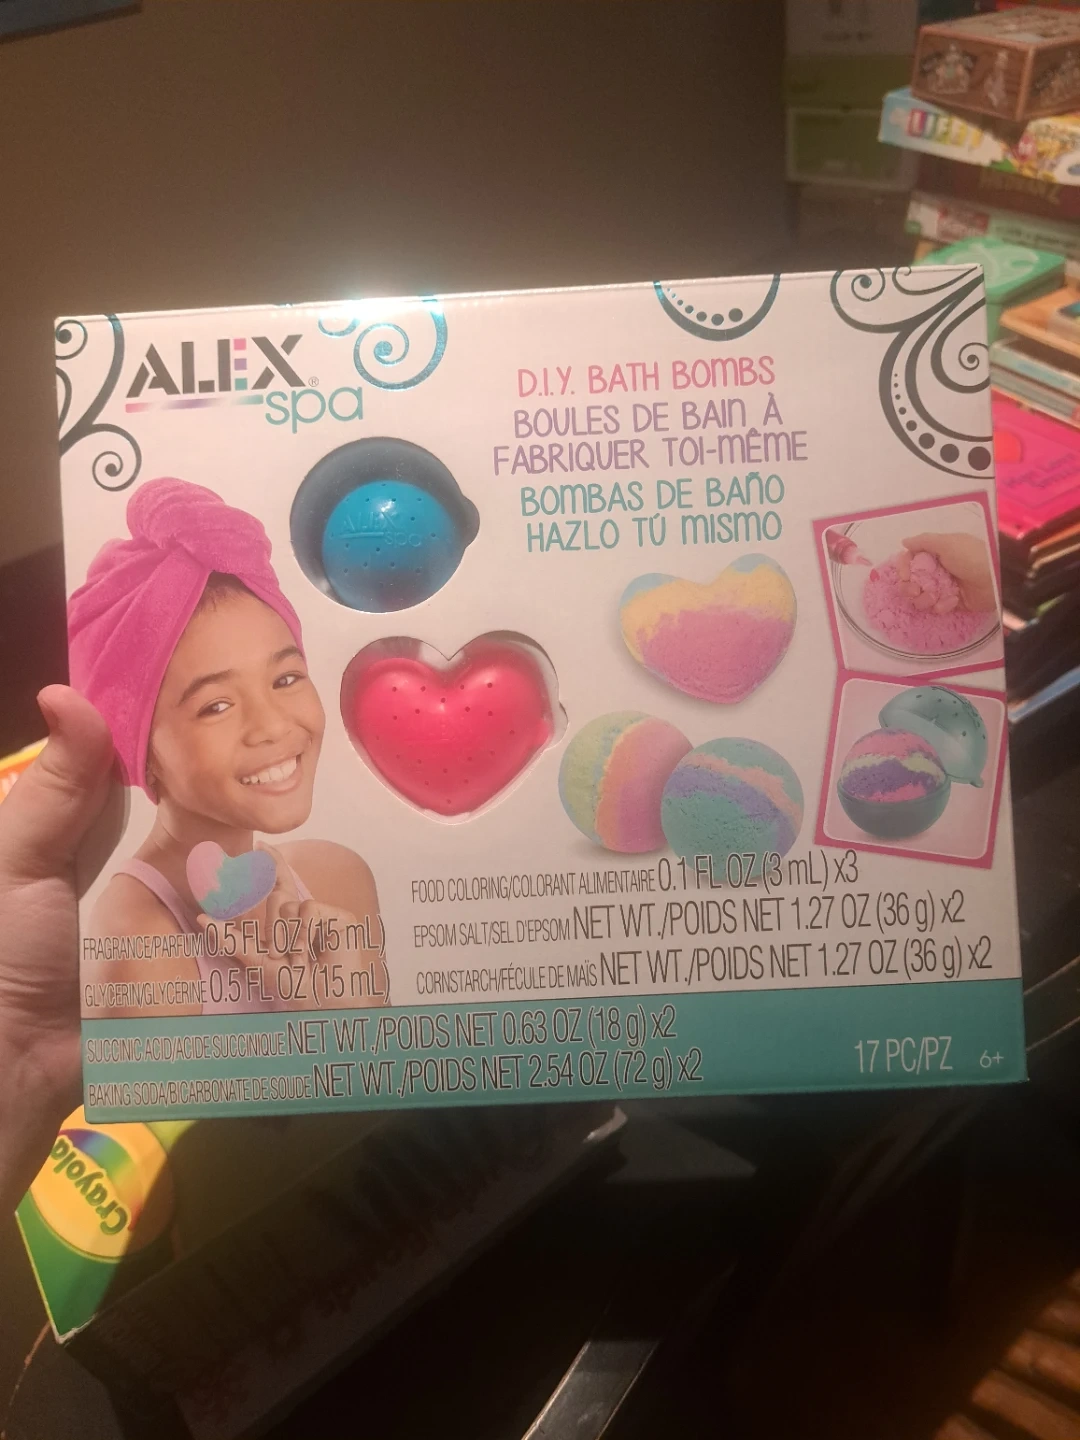 ALEX®
spa
D.I.Y. BATH BOMBS
BOULES DE BAIN À
FABRIQUER TOI-MÊME
BOMBAS DE BAÑO
HAZLO TÚ MISMO
ALEX
spa
FOOD COLORING/COLORANT ALIMENTAIRE 0.1 FL OZ (3 mL) x3
EPSOM SALT/SEL D'EPSOM NET WT./POIDS NET 1.27 OZ (36 g) x2
CORNSTARCH/FÉCULE DE MAÏS NET WT./POIDS NET 1.27 OZ (36 g) x2
FRAGRANCE/PARFUM 0.5 FL OZ (15 mL)
GLYCERIN/GLYCÉRINE 0.5 FL OZ (15 mL)
SUCCINIC ACID/ACIDE SUCCINIQUE NET WT./POIDS NET 0.63 OZ (18 g) x2
BAKING SODA/BICARBONATE DE SOUDE NET WT./POIDS NET 2.54 OZ (72 g) x2
17 PC/PZ 6+
Crayola
LIFE